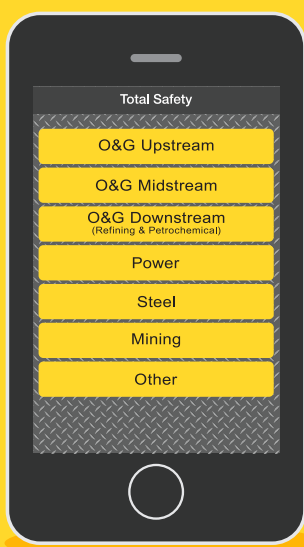 Total Safety
O&G Upstream
O&G Midstream
O&G Downstream
(Refining & Petrochemical)
Power
Steel
Mining
Other